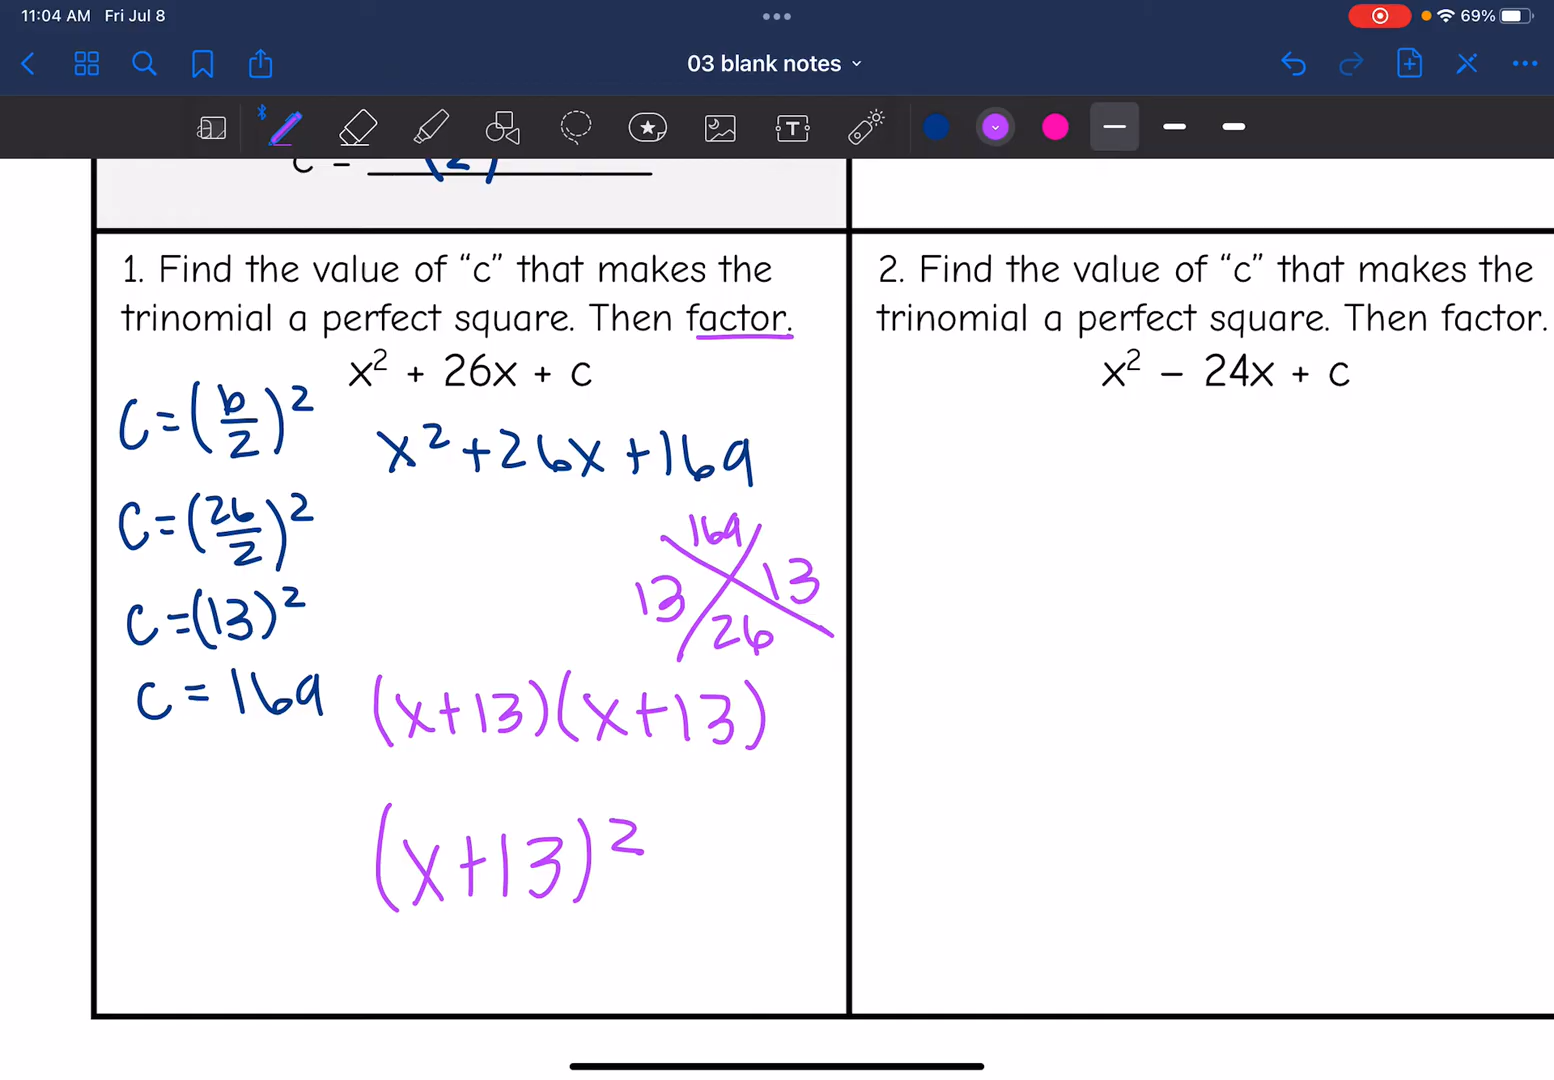 11:04 AM Fri Jul 8
69%
03 blank notes
T
c =
1. Find the value of “c” that makes the
trinomial a perfect square. Then factor.
x² + 26x + c
C=(b/2)²
x²+26x+169
C=(26/2)²
169
13 13
26
C=(13)²
C=169
(x+13)(x+13)
(x+13)²
2. Find the value of “c” that makes the
trinomial a perfect square. Then factor.
x² − 24x + c